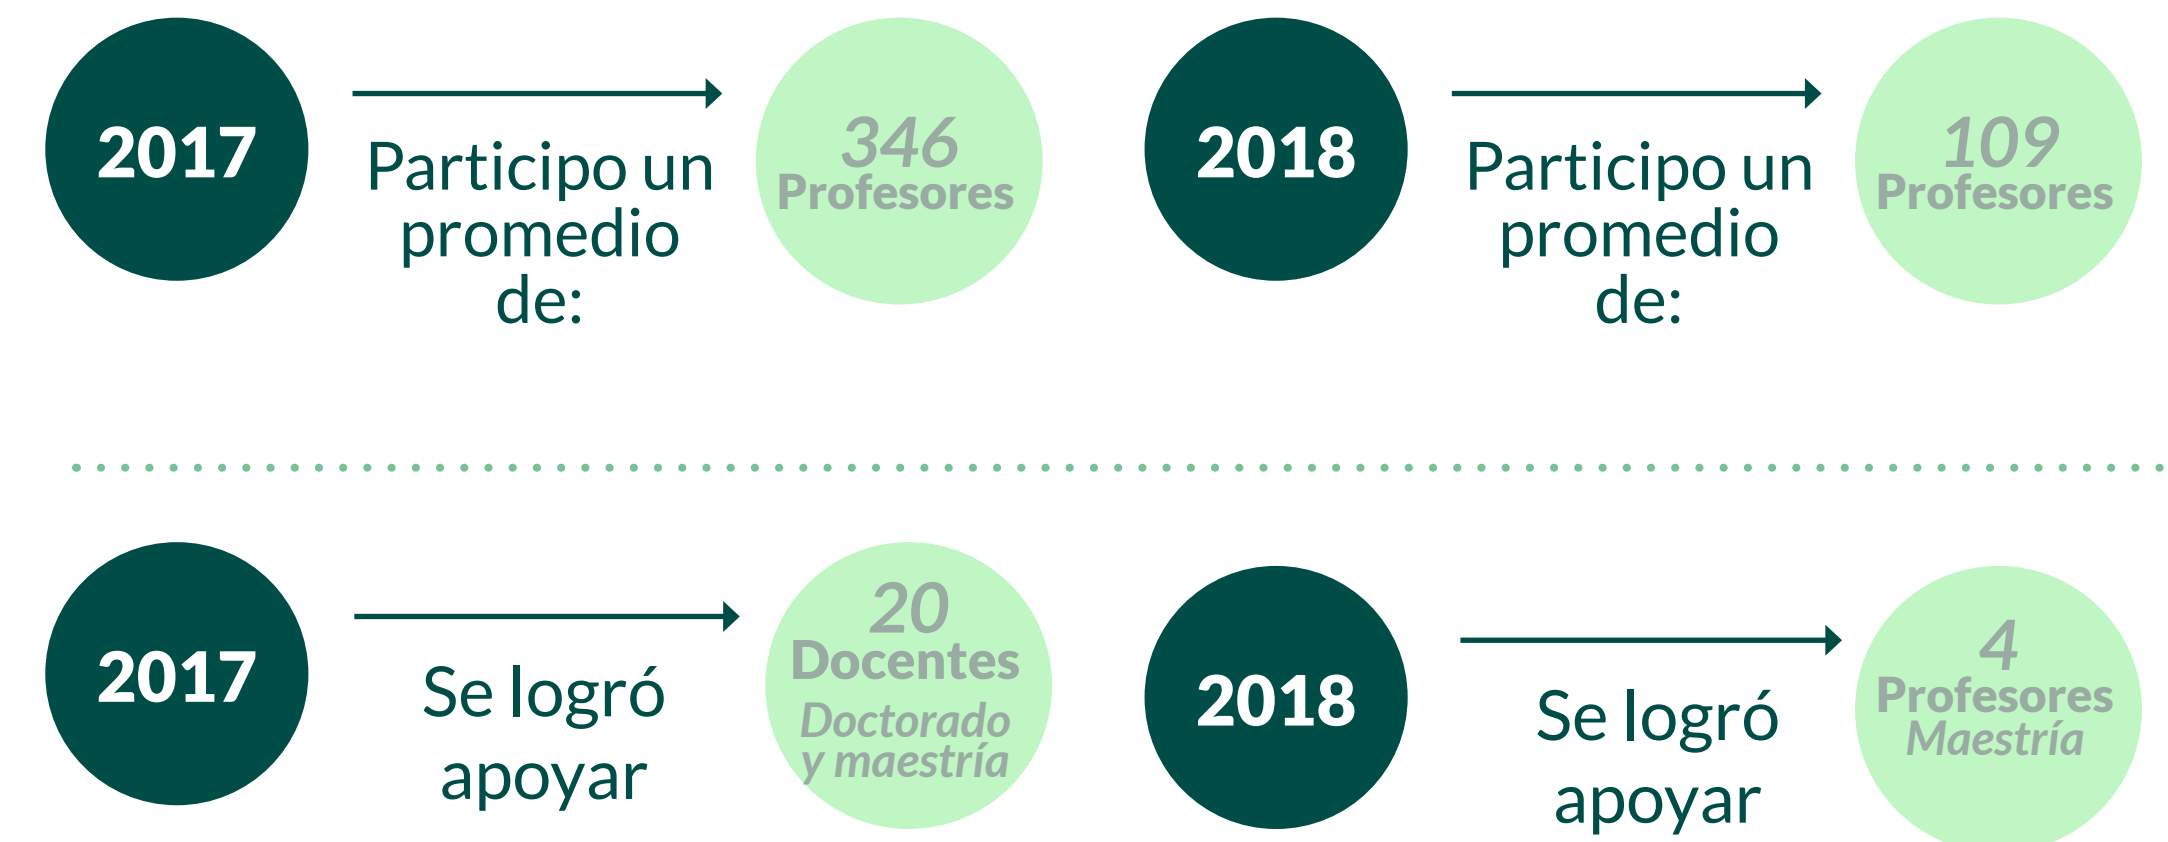 2017
Participo un
promedio
de:
346
Profesores
2018
Participo un
promedio
de:
109
Profesores
2017
Se logró
apoyar
20
Docentes
Doctorado
y maestría
2018
Se logró
apoyar
4
Profesores
Maestría